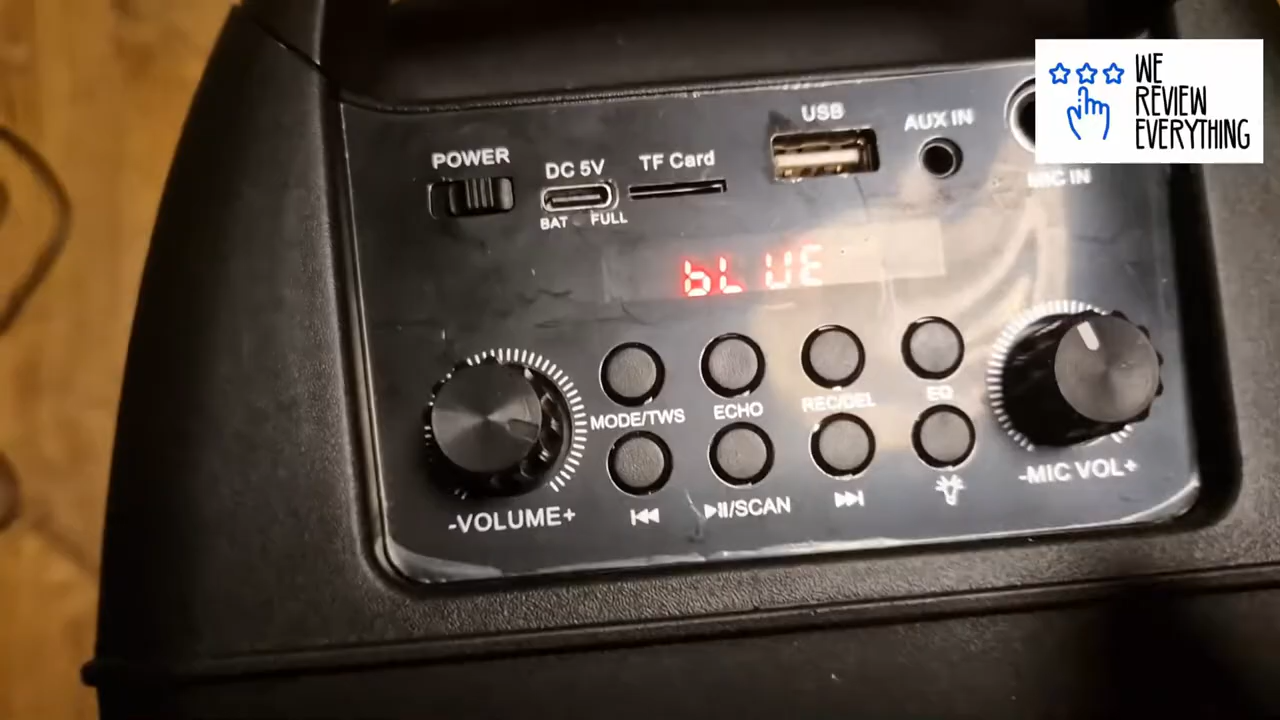 WE
REVIEW
EVERYTHING
POWER
DC 5V
TF Card
USB
AUX IN
MIC IN
BAT
FULL
bLUE
MODE/TWS
ECHO
REC/DEL
EQ
-VOLUME+
/SCAN
-MIC VOL+